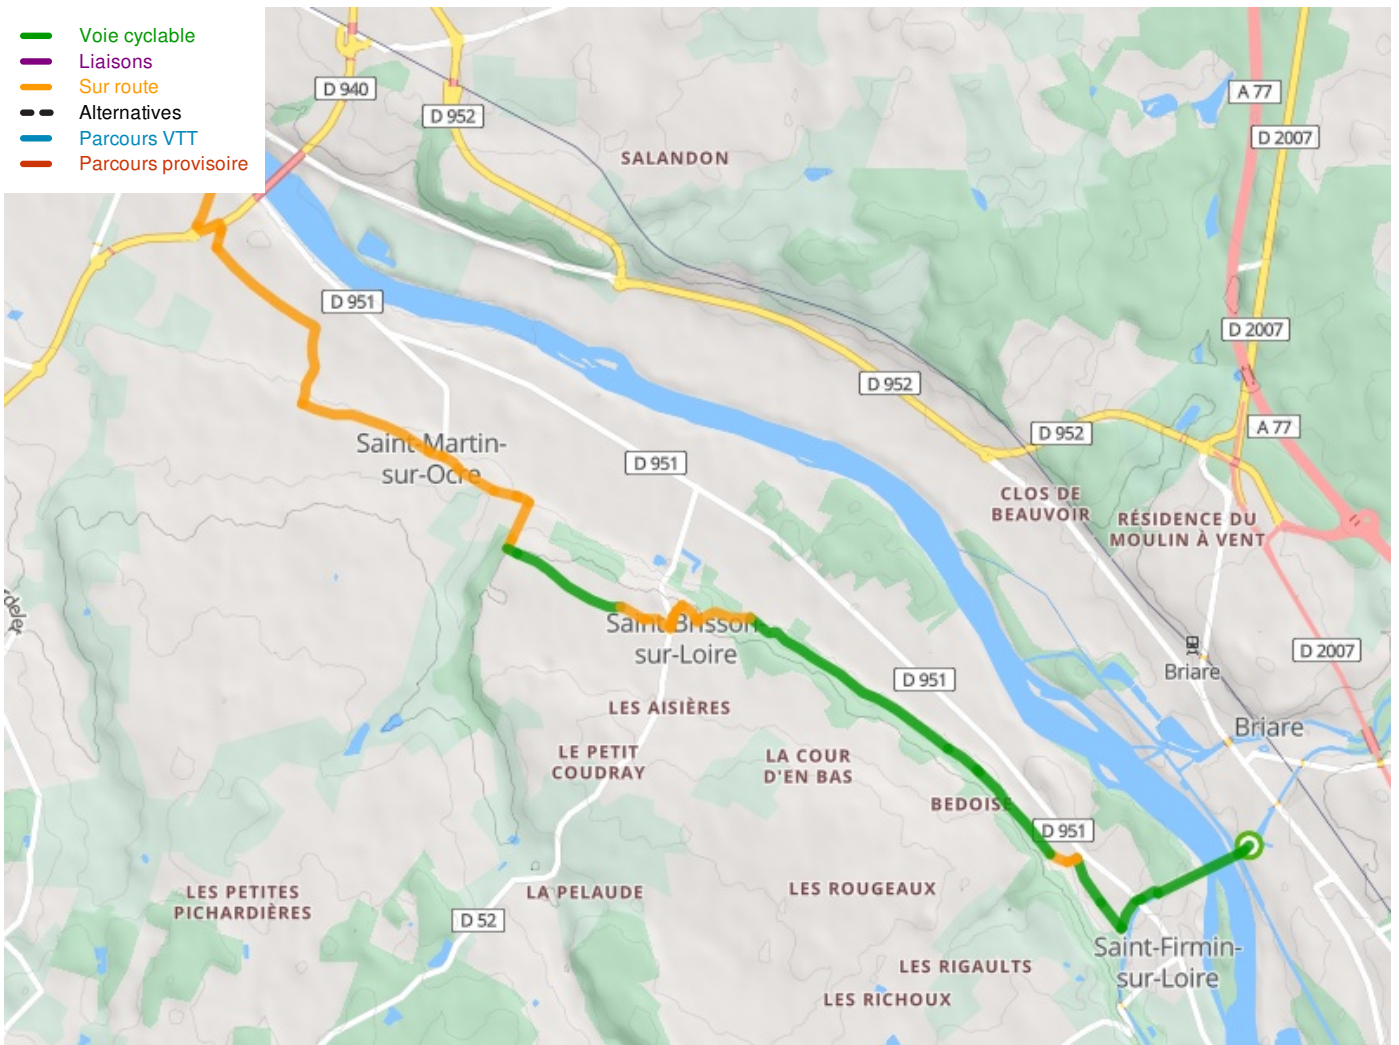 Voie cyclable
Liaisons
Sur route
Alternatives
Parcours VTT
Parcours provisoire
D 940
D 952
A 77
D 2007
SALANDON
D 951
D 2007
D 952
A 77
D 952
Saint-Martin-
sur-Ocre
D 951
CLOS DE
BEAUVOIR
RÉSIDENCE DU
MOULIN À VENT
Saint-Brisson-
sur-Loire
D 2007
Briare
D 951
LES AISIÈRES
Briare
LE PETIT
COUDRAY
LA COUR
D'EN BAS
BEDOISE
D 951
LES PETITES
PICHARDIÈRES
LA PELAUDE
LES ROUGEAUX
D 52
Saint-Firmin-
sur-Loire
LES RIGAULTS
LES RICHOUX